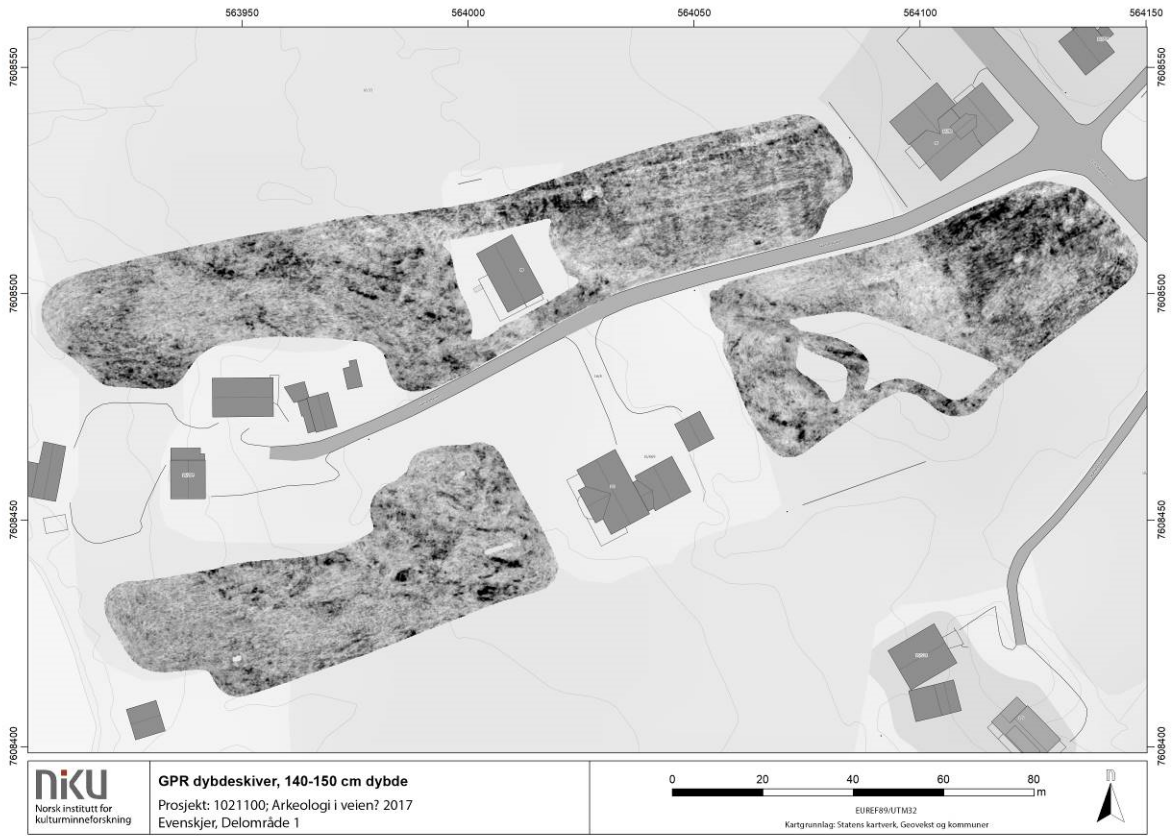 563950 564000 564050 564100 564150
7608550 7608550
7608500 7608500
7608450 7608450
7608400 7608400
niku
Norsk institutt for
kulturminneforskning
GPR dybdeskiver, 140-150 cm dybde
Prosjekt: 1021100; Arkeologi i veien? 2017
Evenskjer, Delområde 1
0 20 40 60 80
m
EUREF89/UTM32
Kartgrunnlag: Statens kartverk, Geovekst og kommuner
n